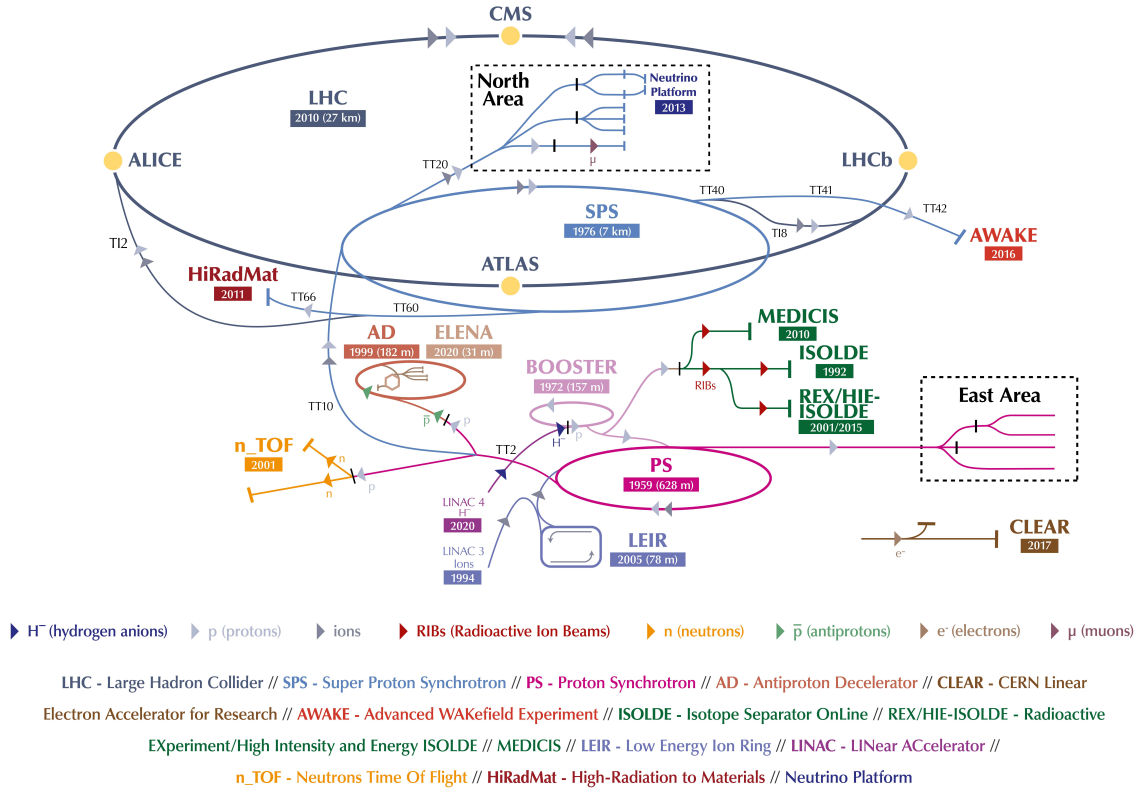 CMS
North
Area
Neutrino
Platform
2013
LHC
2010 (27 km)
ALICE
TT20
μ
LHCb
TT40
TT41
TT42
SPS
1976 (7 km)
TI8
AWAKE
2016
TI2
ATLAS
HiRadMat
2011
TT66
TT60
AD
1999 (182 m)
ELENA
2020 (31 m)
MEDICIS
2010
ISOLDE
1992
BOOSTER
1972 (157 m)
RIBs
REX/HIE-
ISOLDE
2001/2015
East Area
TT10
p̅
p
H⁻
p
n_TOF
2001
n
n
p
TT2
PS
1959 (628 m)
LINAC 4
H⁻
2020
LINAC 3
Ions
1994
LEIR
2005 (78 m)
e⁻
CLEAR
2017
H⁻ (hydrogen anions) p (protons) ions RIBs (Radioactive Ion Beams) n (neutrons) p̅ (antiprotons) e⁻ (electrons) μ (muons)
LHC - Large Hadron Collider // SPS - Super Proton Synchrotron // PS - Proton Synchrotron // AD - Antiproton Decelerator // CLEAR - CERN Linear
Electron Accelerator for Research // AWAKE - Advanced WAKefield Experiment // ISOLDE - Isotope Separator OnLine // REX/HIE-ISOLDE - Radioactive
EXperiment/High Intensity and Energy ISOLDE // MEDICIS // LEIR - Low Energy Ion Ring // LINAC - LINear ACcelerator //
n_TOF - Neutrons Time Of Flight // HiRadMat - High-Radiation to Materials // Neutrino Platform